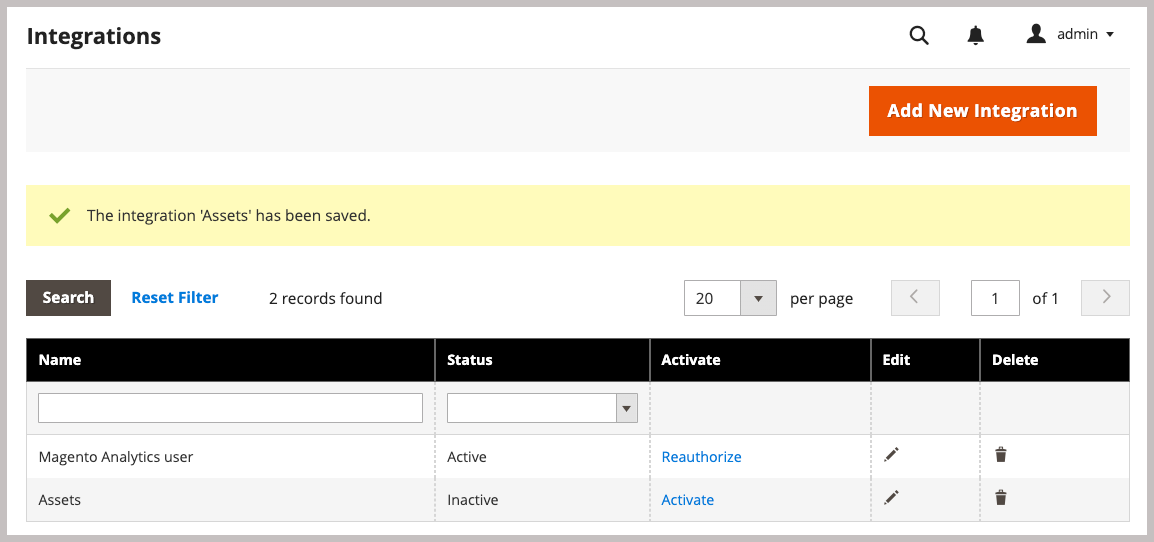 Integrations
admin
Add New Integration
The integration 'Assets' has been saved.
Search Reset Filter 2 records found 20 per page 1 of 1
Name Status Activate Edit Delete
Magento Analytics user Active Reauthorize
Assets Inactive Activate